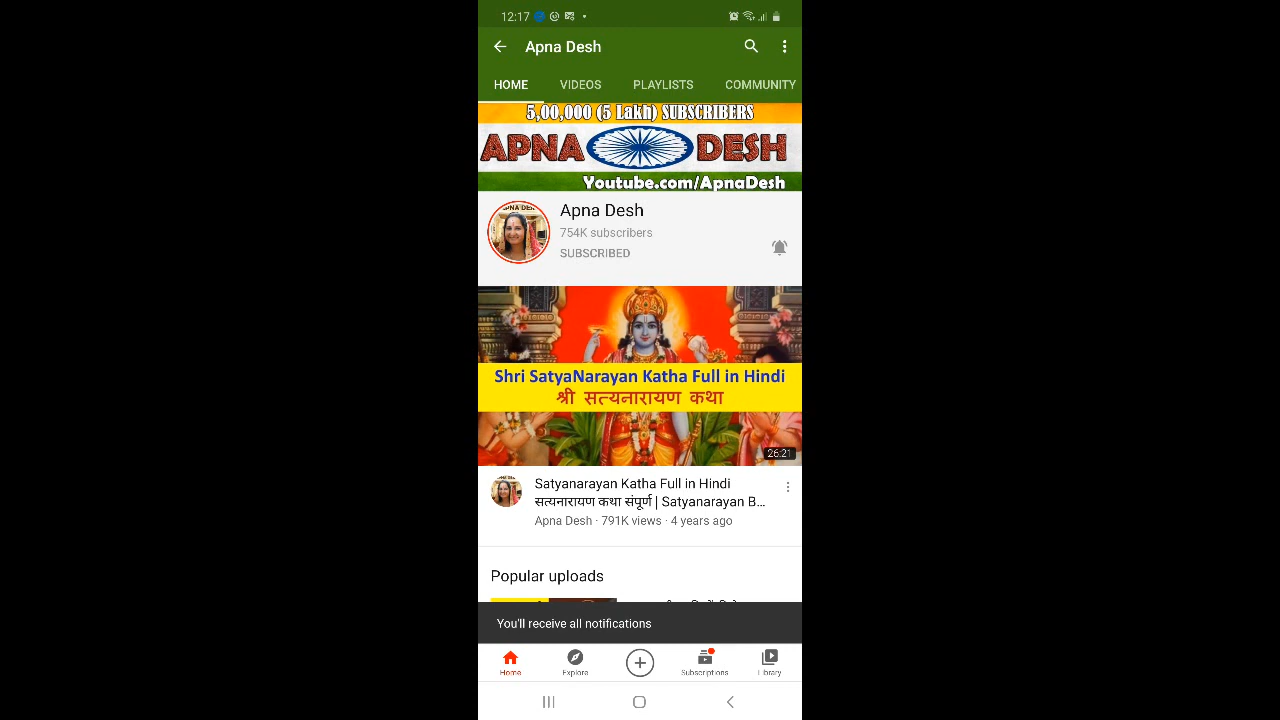 12:17
Apna Desh
HOME VIDEOS PLAYLISTS COMMUNITY
5,00,000 (5 Lakh) SUBSCRIBERS
APNA DESH
Youtube.com/ApnaDesh
Apna Desh
754K subscribers
SUBSCRIBED
Shri SatyaNarayan Katha Full in Hindi
श्री सत्यनारायण कथा
26:21
Satyanarayan Katha Full in Hindi
सत्यनारायण कथा संपूर्ण | Satyanarayan B...
Apna Desh · 791K views · 4 years ago
Popular uploads
You'll receive all notifications
Home Explore Subscriptions Library